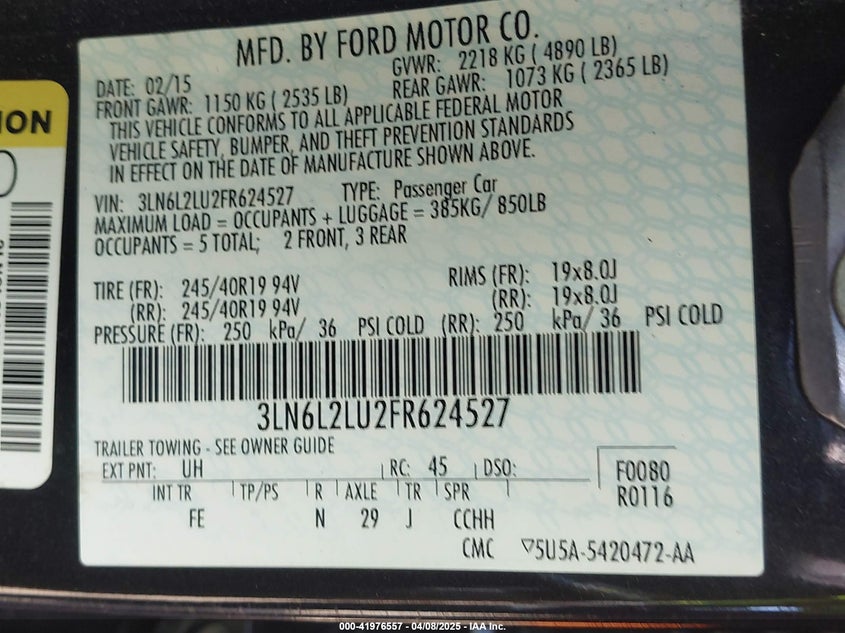 MFD. BY FORD MOTOR CO.
DATE: 02/15 GVWR: 2218 KG ( 4890 LB)
FRONT GAWR: 1150 KG ( 2535 LB) REAR GAWR: 1073 KG ( 2365 LB)
THIS VEHICLE CONFORMS TO ALL APPLICABLE FEDERAL MOTOR
VEHICLE SAFETY, BUMPER, AND THEFT PREVENTION STANDARDS
IN EFFECT ON THE DATE OF MANUFACTURE SHOWN ABOVE.
VIN: 3LN6L2LU2FR624527 TYPE: Passenger Car
MAXIMUM LOAD = OCCUPANTS + LUGGAGE = 385KG/ 850LB
OCCUPANTS = 5 TOTAL; 2 FRONT, 3 REAR
TIRE (FR): 245/40R19 94V RIMS (FR): 19x8.0J
(RR): 245/40R19 94V (RR): 19x8.0J
PRESSURE (FR): 250 kPa/ 36 PSI COLD (RR): 250 kPa/ 36 PSI COLD
3LN6L2LU2FR624527
TRAILER TOWING - SEE OWNER GUIDE
EXT PNT: UH RC: 45 DSO: F0080
INT TR TP/PS R AXLE TR SPR R0116
FE N 29 J CCHH
CMC 5U5A-5420472-AA
000-41976557 - 04/08/2025 - IAA Inc.